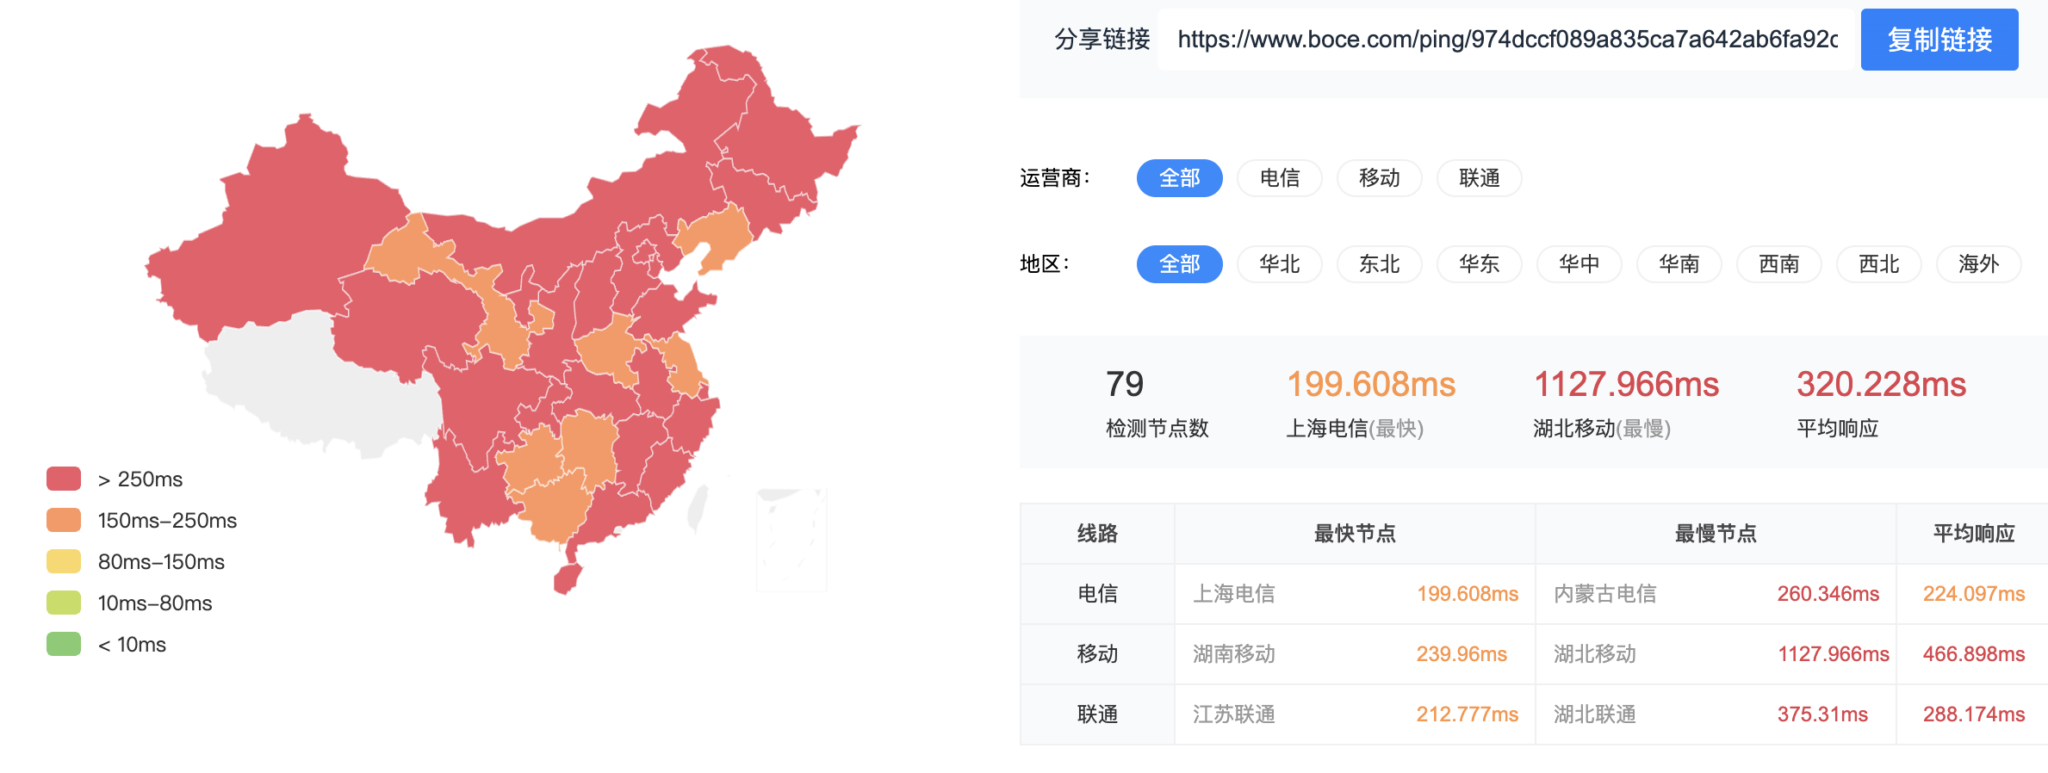 分享链接 https://www.boce.com/ping/974dccf089a835ca7a642ab6fa92c 复制链接
运营商: 全部 电信 移动 联通
地区: 全部 华北 东北 华东 华中 华南 西南 西北 海外
79 199.608ms 1127.966ms 320.228ms
检测节点数 上海电信(最快) 湖北移动(最慢) 平均响应
> 250ms
150ms–250ms
80ms–150ms
10ms–80ms
< 10ms
线路 最快节点 最慢节点 平均响应
电信 上海电信 199.608ms 内蒙古电信 260.346ms 224.097ms
移动 湖南移动 239.96ms 湖北移动 1127.966ms 466.898ms
联通 江苏联通 212.777ms 湖北联通 375.31ms 288.174ms